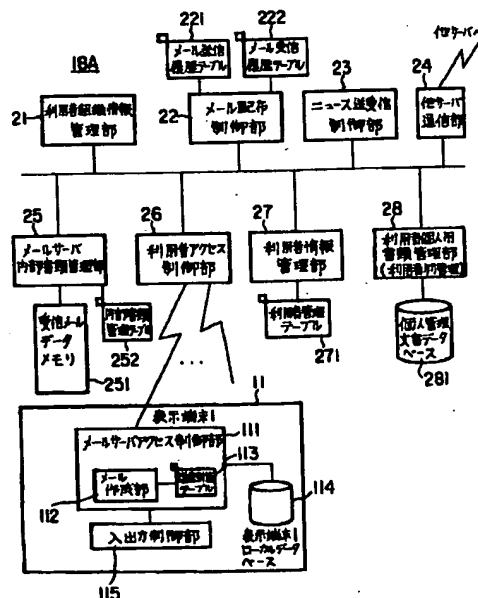 18A
221
222
メール送信
履歴テーブル
メール受信
履歴テーブル
他サーバへ
23
24
利用者組織情報
管理部
21
メール配布
制御部
22
ニュース送受信
制御部
他サーバ
通信部
25
26
27
28
メールサーバ
内部書類管理部
利用者アクセス
制御部
利用者情報
管理部
利用者個人用
書類管理部
受信メール
データ
メモリ
251
内部書類
管理テーブル
252
利用者管理
テーブル
271
個人管理
文書データ
ベース
281
11
表示端末1
メールサーバアクセス制御部
111
113
112
メール
作成部
テーブル
114
入出力制御部
115
表示端末1
ローカルデータ
ベース